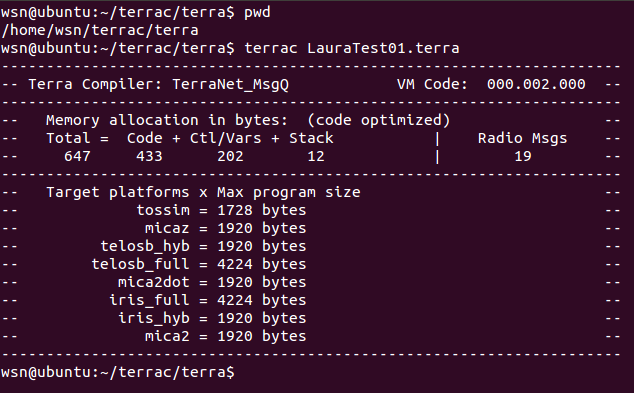 wsn@ubuntu:~/terrac/terra$ pwd
/home/wsn/terrac/terra
wsn@ubuntu:~/terrac/terra$ terrac LauraTest01.terra
----------------------------------------------------------------------
-- Terra Compiler: TerraNet_MsgQ            VM Code:  000.002.000  --
----------------------------------------------------------------------
--   Memory allocation in bytes:  (code optimized)                 --
--   Total =  Code + Ctl/Vars + Stack           |    Radio Msgs    --
--     647     433      202       12            |        19        --
----------------------------------------------------------------------
--   Target platforms x Max program size                           --
--             tossim = 1728 bytes                                 --
--              micaz = 1920 bytes                                 --
--         telosb_hyb = 1920 bytes                                 --
--        telosb_full = 4224 bytes                                 --
--           mica2dot = 1920 bytes                                 --
--          iris_full = 4224 bytes                                 --
--           iris_hyb = 1920 bytes                                 --
--              mica2 = 1920 bytes                                 --
----------------------------------------------------------------------
wsn@ubuntu:~/terrac/terra$